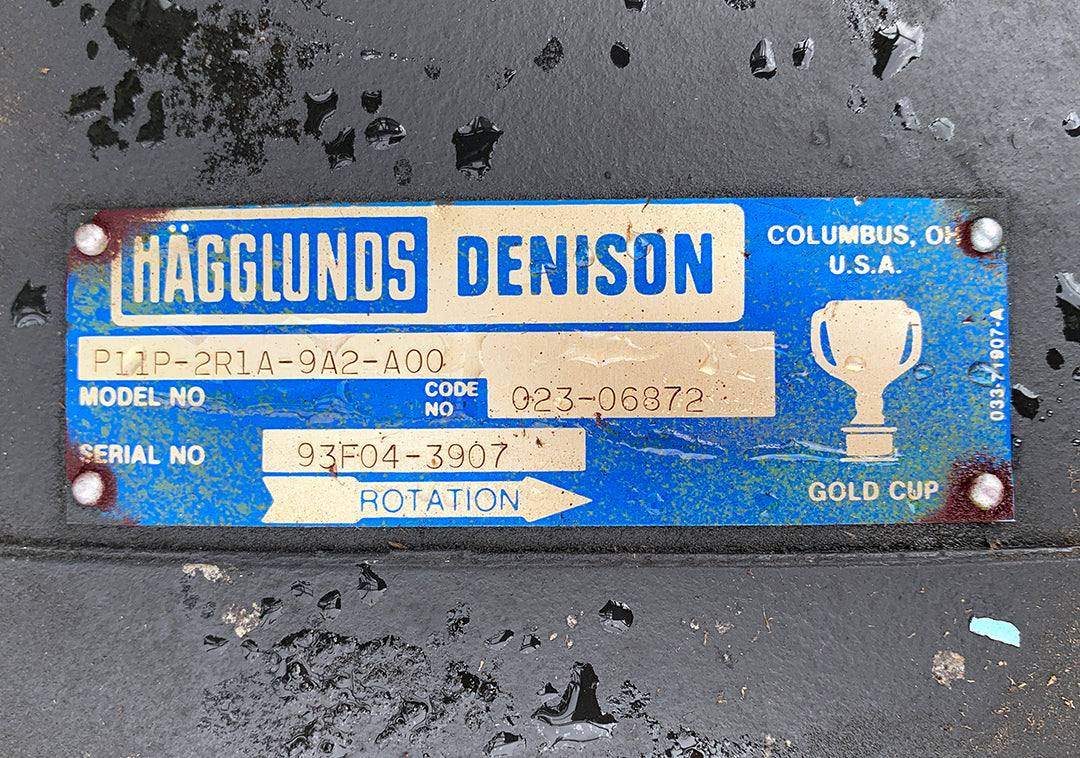 HÄGGLUNDS DENISON
COLUMBUS, OH
U.S.A.
P11P-2R1A-9A2-A00
MODEL NO
CODE
NO
023-06872
SERIAL NO
93F04-3907
ROTATION
GOLD CUP
033-71907-A